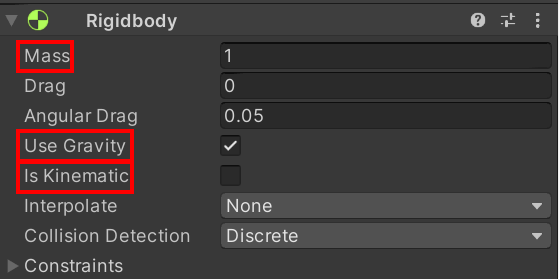 Rigidbody
Mass 1
Drag 0
Angular Drag 0.05
Use Gravity
Is Kinematic
Interpolate None
Collision Detection Discrete
Constraints